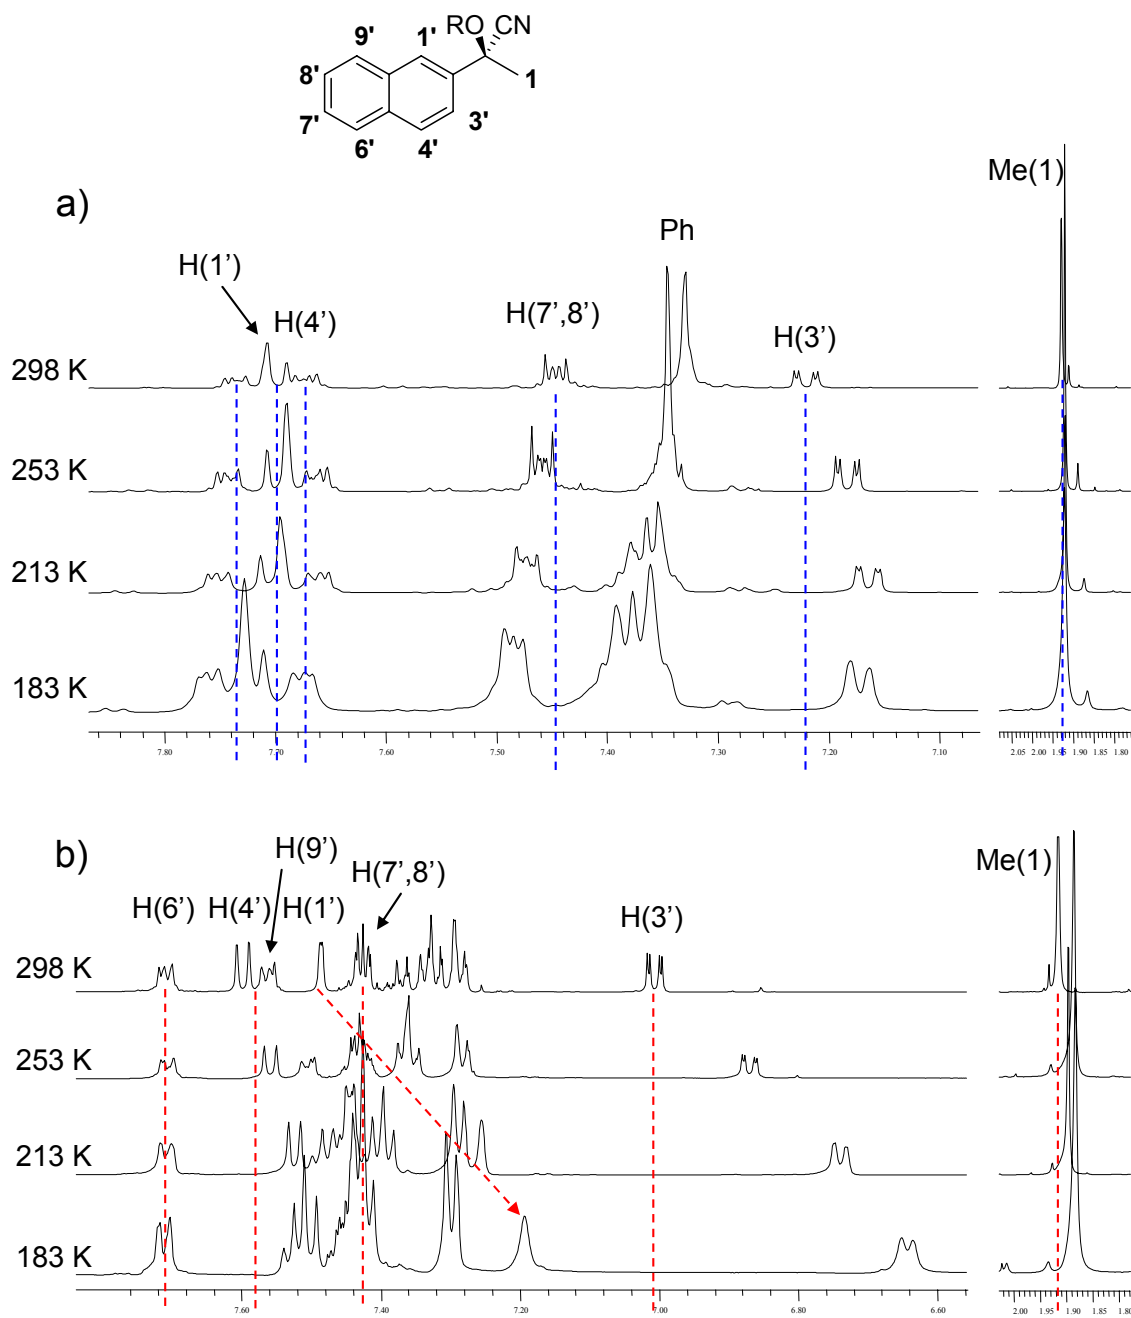 RO CN
9' 1'
8' 1
7' 3'
6' 4'
a)
Me(1)
Ph
H(1’)
H(4’)
H(7’,8’)
H(3’)
298 K
253 K
213 K
183 K
7.80 7.70 7.60 7.50 7.40 7.30 7.20 7.10
2.05 2.00 1.95 1.90 1.85 1.80
b)
H(9’)
Me(1)
H(7’,8’)
H(6’) H(4’) H(1’)
H(3’)
298 K
253 K
213 K
183 K
7.60 7.40 7.20 7.00 6.80 6.60
2.00 1.95 1.90 1.85 1.80